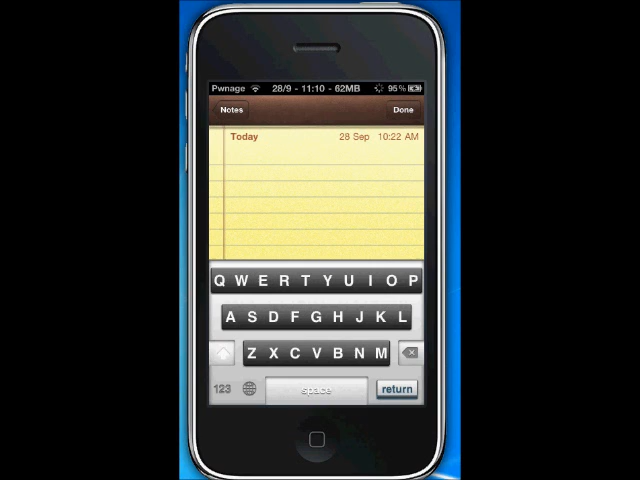 Pwnage 28/9 - 11:10 - 62MB 95%
Notes Done
Today 28 Sep 10:22 AM
Q W E R T Y U I O P
A S D F G H J K L
Z X C V B N M
123 space return